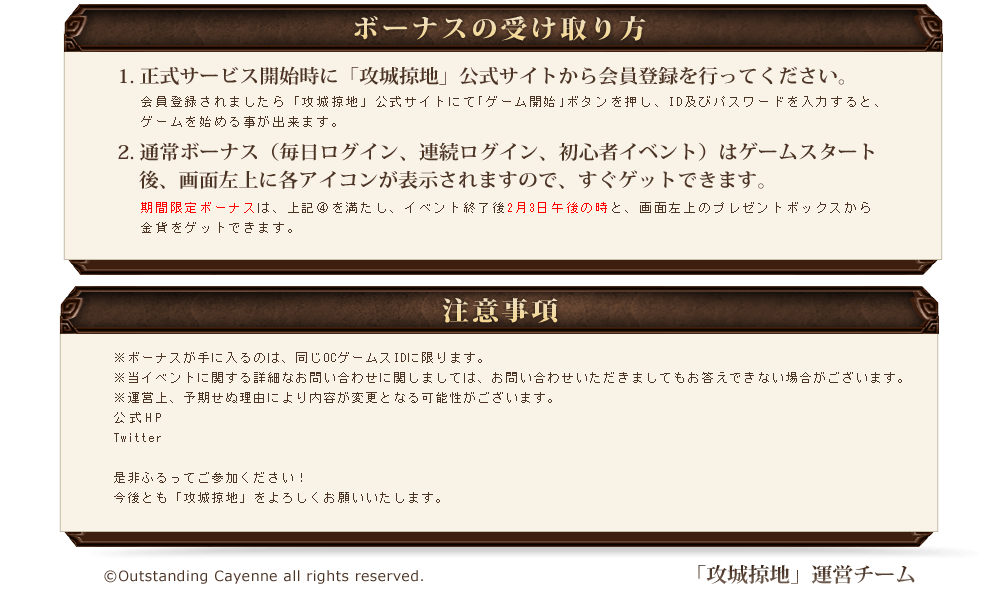 ボーナスの受け取り方
1. 正式サービス開始時に「攻城掠地」公式サイトから会員登録を行ってください。
会員登録されましたら「攻城掠地」公式サイトにて｢ゲーム開始｣ボタンを押し、ID及びパスワードを入力すると、
ゲームを始める事が出来ます。
2. 通常ボーナス（毎日ログイン、連続ログイン、初心者イベント）はゲームスタート
後、画面左上に各アイコンが表示されますので、すぐゲットできます。
期間限定ボーナスは、上記④を満たし、イベント終了後2月3日午後の時と、画面左上のプレゼントボックスから
金貨をゲットできます。
注意事項
※ボーナスが手に入るのは、同じOCゲームスIDに限ります。
※当イベントに関する詳細なお問い合わせに関しましては、お問い合わせいただきましてもお答えできない場合がございます。
※運営上、予期せぬ理由により内容が変更となる可能性がございます。
公式HP
Twitter
是非ふるってご参加ください！
今後とも「攻城掠地」をよろしくお願いいたします。
©Outstanding Cayenne all rights reserved.
「攻城掠地」運営チーム